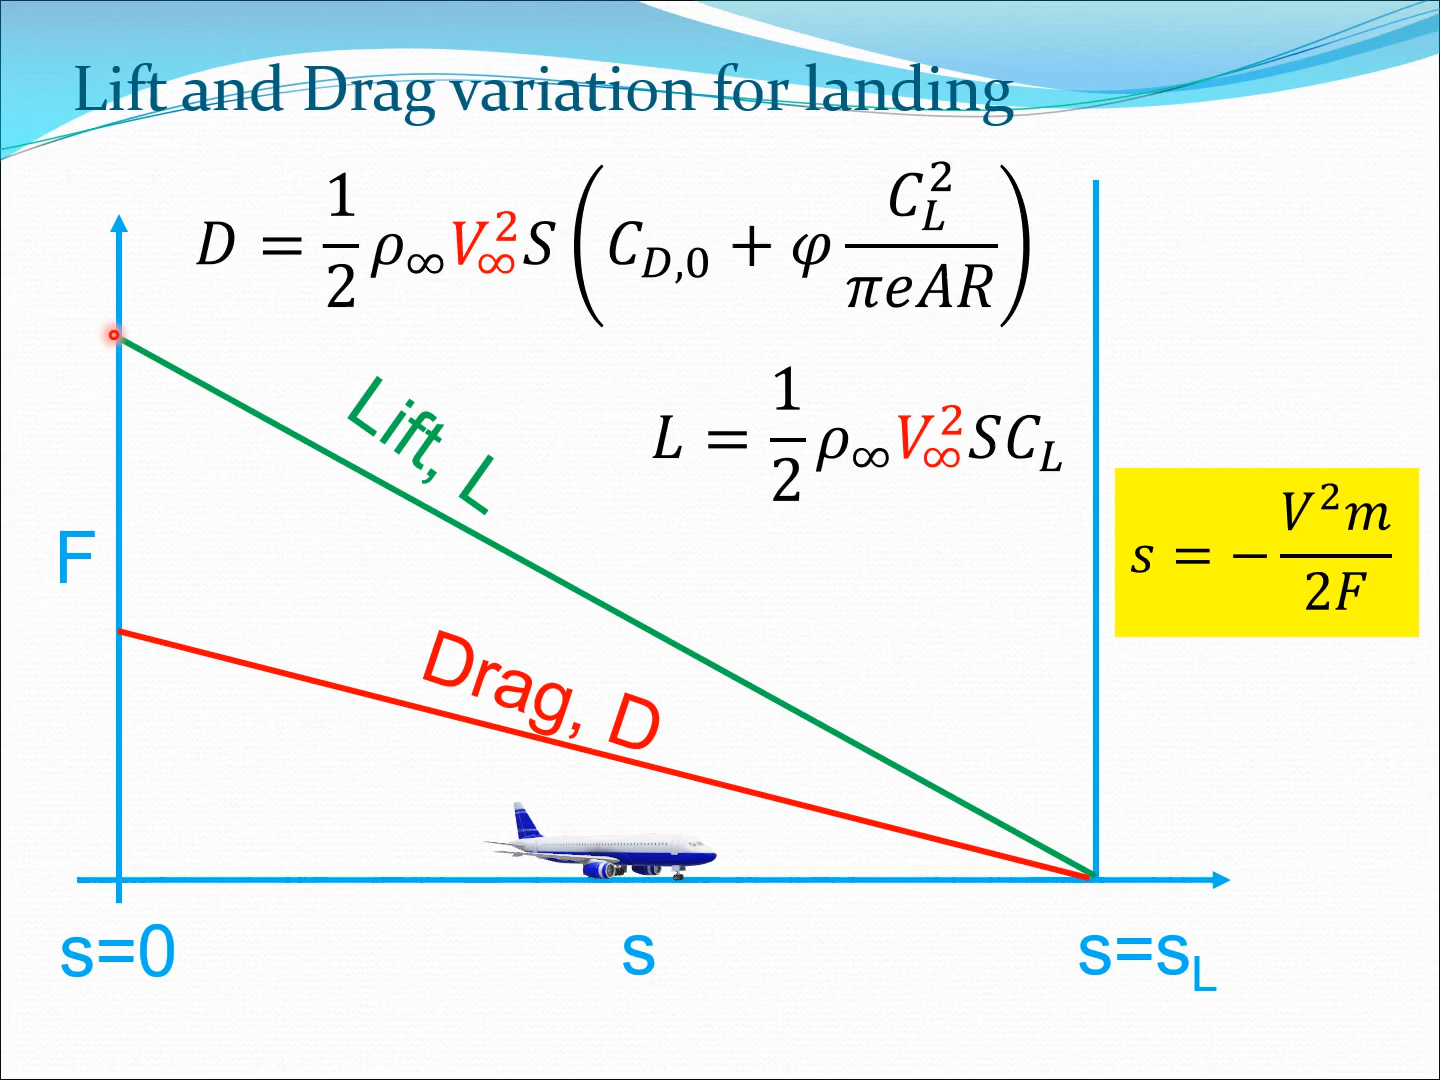 Lift and Drag variation for landing
D = 1/2 ρ∞V∞²S (C_D,0 + φ C_L²/πeAR)
Lift, L
L = 1/2 ρ∞V∞²SC_L
s = − V²m/2F
F
Drag, D
s=0
s
s=s_L